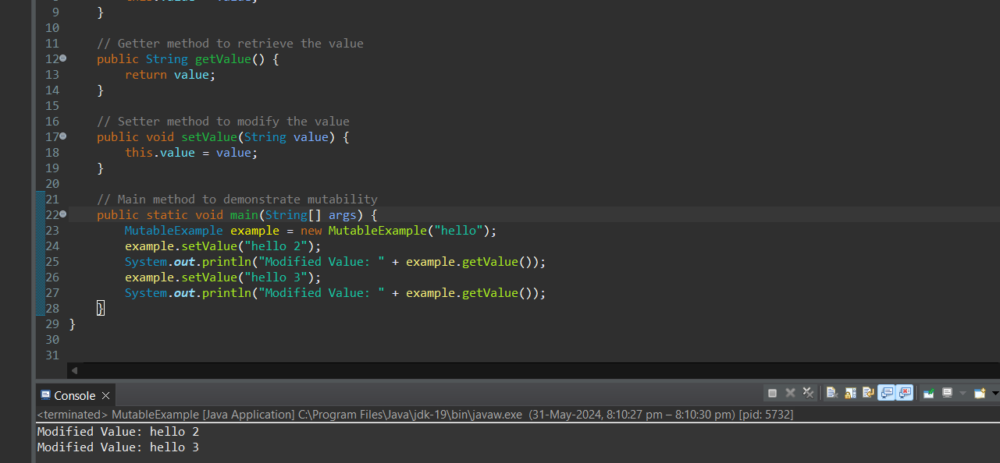 9 }
10
11 // Getter method to retrieve the value
12 public String getValue() {
13 return value;
14 }
15
16 // Setter method to modify the value
17 public void setValue(String value) {
18 this.value = value;
19 }
20
21 // Main method to demonstrate mutability
22 public static void main(String[] args) {
23 MutableExample example = new MutableExample("hello");
24 example.setValue("hello 2");
25 System.out.println("Modified Value: " + example.getValue());
26 example.setValue("hello 3");
27 System.out.println("Modified Value: " + example.getValue());
28 }
29 }
30
31
Console
<terminated> MutableExample [Java Application] C:\Program Files\Java\jdk-19\bin\javaw.exe (31-May-2024, 8:10:27 pm – 8:10:30 pm) [pid: 5732]
Modified Value: hello 2
Modified Value: hello 3